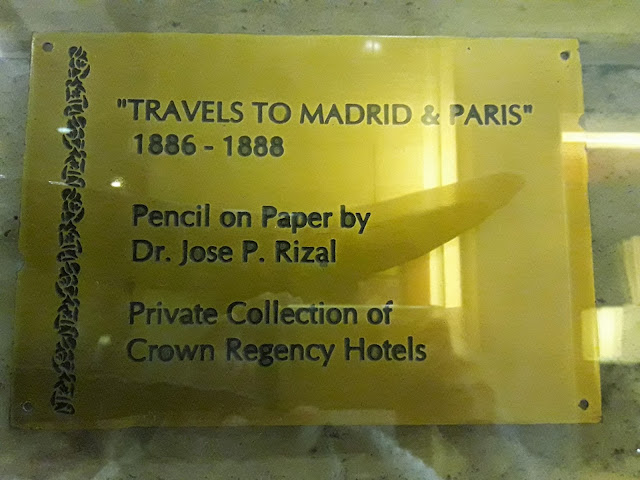 "TRAVELS TO MADRID & PARIS"
1886 - 1888
Pencil on Paper by
Dr. Jose P. Rizal
Private Collection of
Crown Regency Hotels